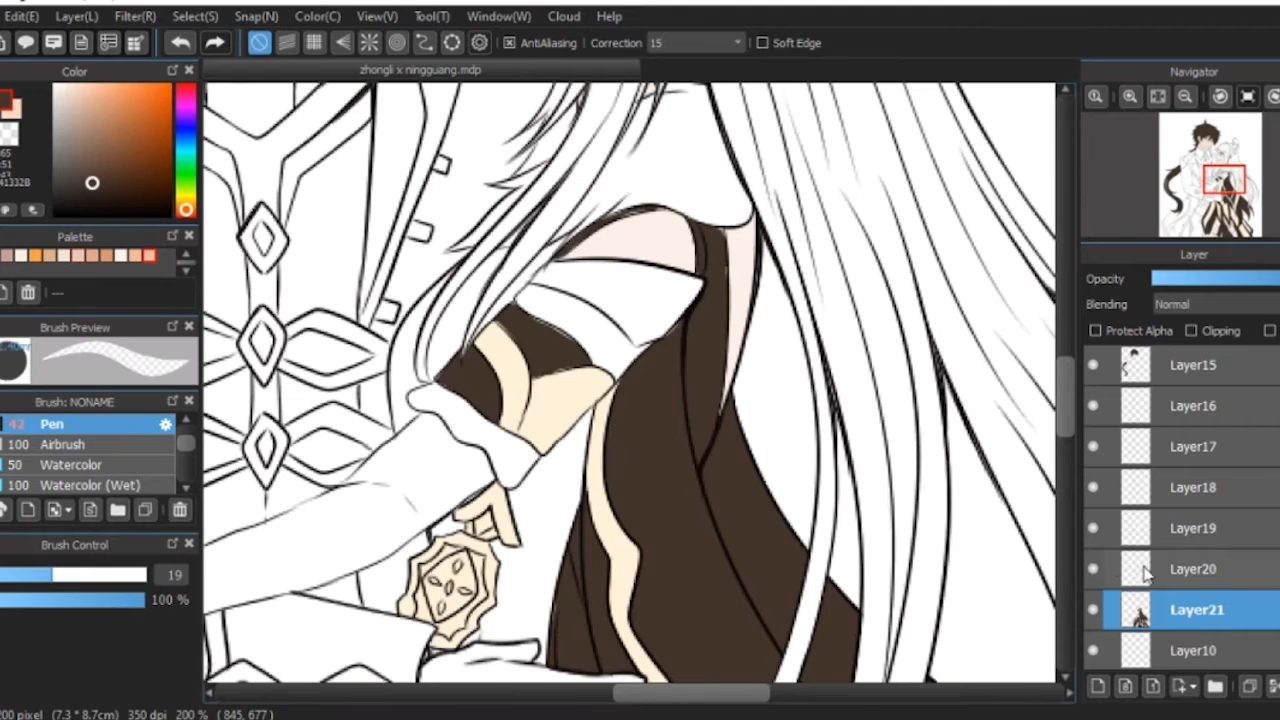 Edit(E) Layer(L) Filter(R) Select(S) Snap(N) Color(C) View(V) Tool(T) Window(W) Cloud Help
AntiAliasing Correction 15 Soft Edge
Color
zhongli x ningguang.mdp
Navigator
Palette
---
Layer
Opacity
Blending Normal
Protect Alpha Clipping
Brush Preview
Brush: NONAME
42 Pen
100 Airbrush
50 Watercolor
100 Watercolor (Wet)
Brush Control
19
100 %
Layer15
Layer16
Layer17
Layer18
Layer19
Layer20
Layer21
Layer10
200 pixel (7.3 * 8.7cm) 350 dpi 200 % ( 845, 677 )